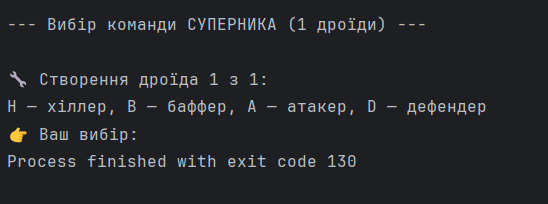 --- Вибір команди СУПЕРНИКА (1 дроїди) ---
🔧 Створення дроїда 1 з 1:
H — хіллер, B — баффер, A — атакер, D — дефендер
👉 Ваш вибір:
Process finished with exit code 130